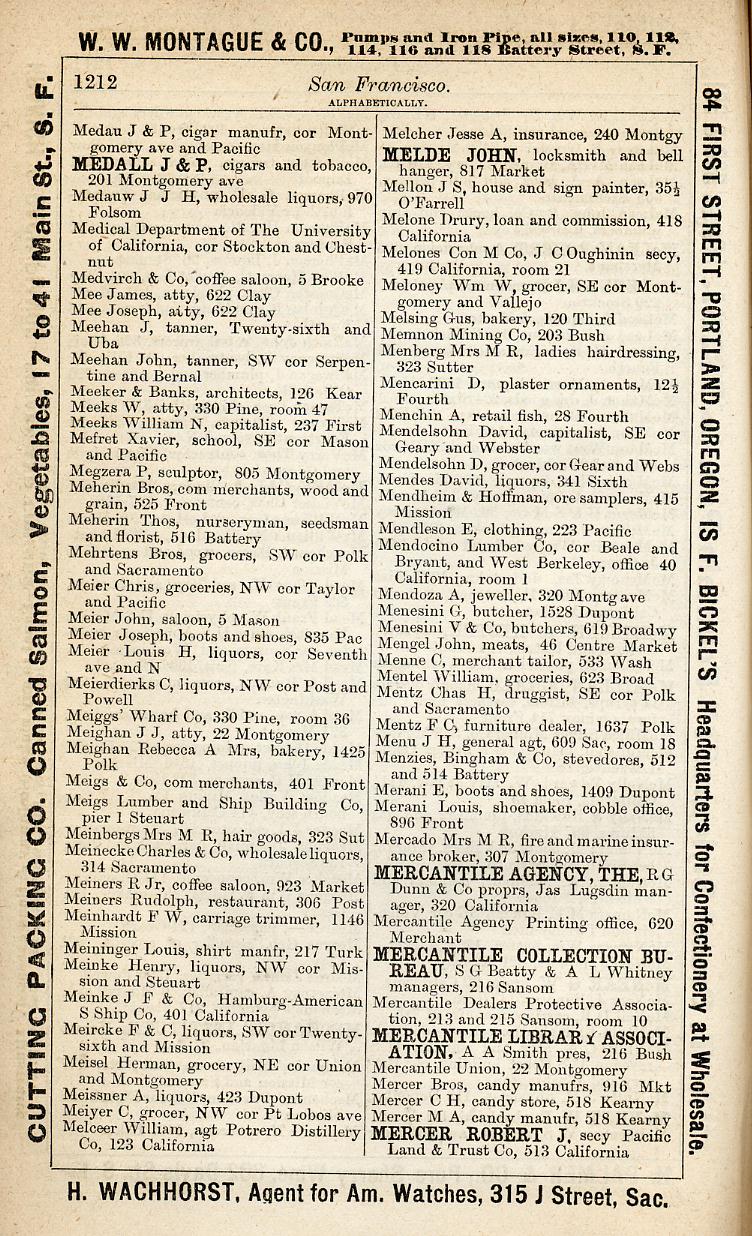 W. W. MONTAGUE & CO., Pumps and Iron Pipe, all sizes, 110, 112,
114, 116 and 118 Battery Street, S. F.
1212
San Francisco.
ALPHABETICALLY.
Medau J & P, cigar manufr, cor Mont-
gomery ave and Pacific
MEDALL J & P, cigars and tobacco,
201 Montgomery ave
Medauw J J H, wholesale liquors, 970
Folsom
Medical Department of The University
of California, cor Stockton and Chest-
nut
Medvirch & Co, coffee saloon, 5 Brooke
Mee James, atty, 622 Clay
Mee Joseph, atty, 622 Clay
Meehan J, tanner, Twenty-sixth and
Uba
Meehan John, tanner, SW cor Serpen-
tine and Bernal
Meeker & Banks, architects, 126 Kear
Meeks W, atty, 330 Pine, room 47
Meeks William N, capitalist, 237 First
Mefret Xavier, school, SE cor Mason
and Pacific
Megzera P, sculptor, 805 Montgomery
Meherin Bros, com merchants, wood and
grain, 525 Front
Meherin Thos, nurseryman, seedsman
and florist, 516 Battery
Mehrtens Bros, grocers, SW cor Polk
and Sacramento
Meier Chris, groceries, NW cor Taylor
and Pacific
Meier John, saloon, 5 Mason
Meier Joseph, boots and shoes, 835 Pac
Meier Louis H, liquors, cor Seventh
ave and N
Meierdierks C, liquors, NW cor Post and
Powell
Meiggs' Wharf Co, 330 Pine, room 36
Meighan J J, atty, 22 Montgomery
Meighan Rebecca A Mrs, bakery, 1425
Polk
Meigs & Co, com merchants, 401 Front
Meigs Lumber and Ship Building Co,
pier 1 Steuart
Meinbergs Mrs M R, hair goods, 323 Sut
Meinecke Charles & Co, wholesale liquors,
314 Sacramento
Meiners R Jr, coffee saloon, 923 Market
Meiners Rudolph, restaurant, 306 Post
Meinhardt F W, carriage trimmer, 1146
Mission
Meininger Louis, shirt manfr, 217 Turk
Meinke Henry, liquors, NW cor Mis-
sion and Steuart
Meinke J F & Co, Hamburg-American
S Ship Co, 401 California
Meircke F & C, liquors, SW cor Twenty-
sixth and Mission
Meisel Herman, grocery, NE cor Union
and Montgomery
Meissner A, liquors, 423 Dupont
Meiyer C, grocer, NW cor Pt Lobos ave
Melceer William, agt Potrero Distillery
Co, 123 California
Melcher Jesse A, insurance, 240 Montgy
MELDE JOHN, locksmith and bell
hanger, 817 Market
Mellon J S, house and sign painter, 35½
O'Farrell
Melone Drury, loan and commission, 418
California
Melones Con M Co, J C Oughinin secy,
419 California, room 21
Meloney Wm W, grocer, SE cor Mont-
gomery and Vallejo
Melsing Gus, bakery, 120 Third
Memnon Mining Co, 203 Bush
Menberg Mrs M R, ladies hairdressing,
323 Sutter
Mencarini D, plaster ornaments, 12½
Fourth
Menchin A, retail fish, 28 Fourth
Mendelsohn David, capitalist, SE cor
Geary and Webster
Mendelsohn D, grocer, cor Gear and Webs
Mendes David, liquors, 341 Sixth
Mendheim & Hoffman, ore samplers, 415
Mission
Mendleson E, clothing, 223 Pacific
Mendocino Lumber Co, cor Beale and
Bryant, and West Berkeley, office 40
California, room 1
Mendoza A, jeweller, 320 Montg ave
Menesini G, butcher, 1528 Dupont
Menesini V & Co, butchers, 619 Broadwy
Mengel John, meats, 46 Centre Market
Menne C, merchant tailor, 533 Wash
Mentel William, groceries, 623 Broad
Mentz Chas H, druggist, SE cor Polk
and Sacramento
Mentz F C, furniture dealer, 1637 Polk
Menu J H, general agt, 609 Sac, room 18
Menzies, Bingham & Co, stevedores, 512
and 514 Battery
Merani E, boots and shoes, 1409 Dupont
Merani Louis, shoemaker, cobble office,
896 Front
Mercado Mrs M R, fire and marine insur-
ance broker, 307 Montgomery
MERCANTILE AGENCY, THE, R G
Dunn & Co proprs, Jas Lugsdin man-
ager, 320 California
Mercantile Agency Printing office, 620
Merchant
MERCANTILE COLLECTION BU-
REAU, S G Beatty & A L Whitney
managers, 216 Sansom
Mercantile Dealers Protective Associa-
tion, 213 and 215 Sansom, room 10
MERCANTILE LIBRARY ASSOCI-
ATION, A A Smith pres, 216 Bush
Mercantile Union, 22 Montgomery
Mercer Bros, candy manufrs, 916 Mkt
Mercer C H, candy store, 518 Kearny
Mercer M A, candy manufr, 518 Kearny
MERCER ROBERT J, secy Pacific
Land & Trust Co, 513 California
CUTTING PACKING CO. Canned Salmon, Vegetables, 17 to 41 Main St., S. F.
84 FIRST STREET, PORTLAND, OREGON, IS F. BICKEL'S Headquarters for Confectionery at Wholesale.
H. WACHHORST, Agent for Am. Watches, 315 J Street, Sac.